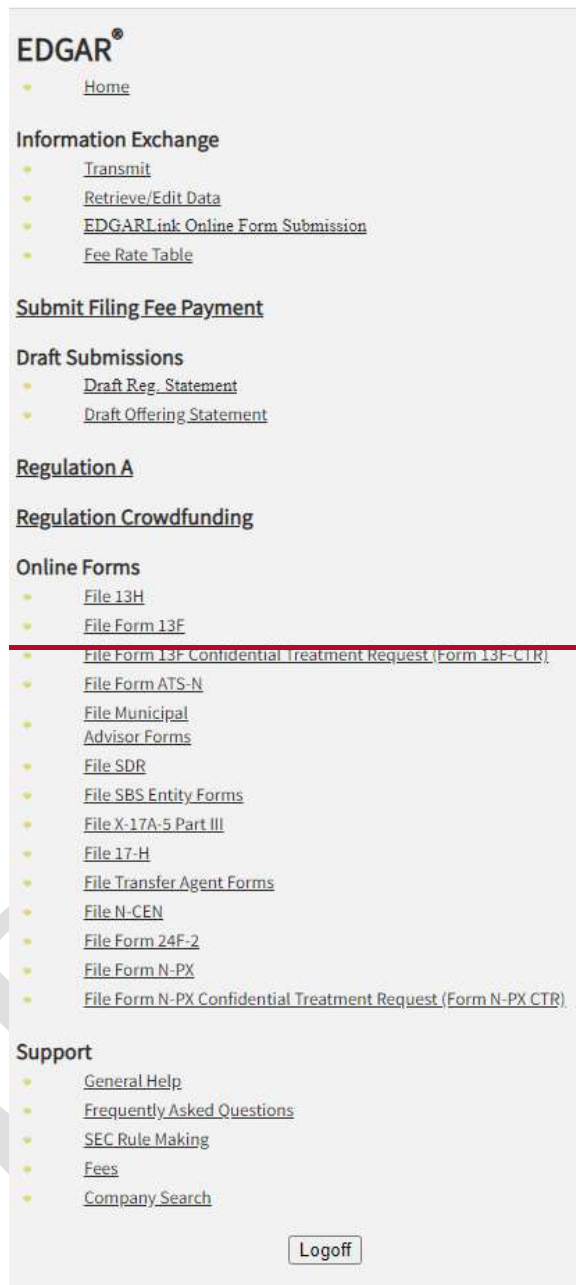 EDGAR®
Home
Information Exchange
Transmit
Retrieve/Edit Data
EDGARLink Online Form Submission
Fee Rate Table
Submit Filing Fee Payment
Draft Submissions
Draft Reg. Statement
Draft Offering Statement
Regulation A
Regulation Crowdfunding
Online Forms
File 13H
File Form 13F
File Form 13F Confidential Treatment Request (Form 13F-CTR)
File Form ATS-N
File Municipal
Advisor Forms
File SDR
File SBS Entity Forms
File X-17A-5 Part III
File 17-H
File Transfer Agent Forms
File N-CEN
File Form 24F-2
File Form N-PX
File Form N-PX Confidential Treatment Request (Form N-PX CTR)
Support
General Help
Frequently Asked Questions
SEC Rule Making
Fees
Company Search
Logoff